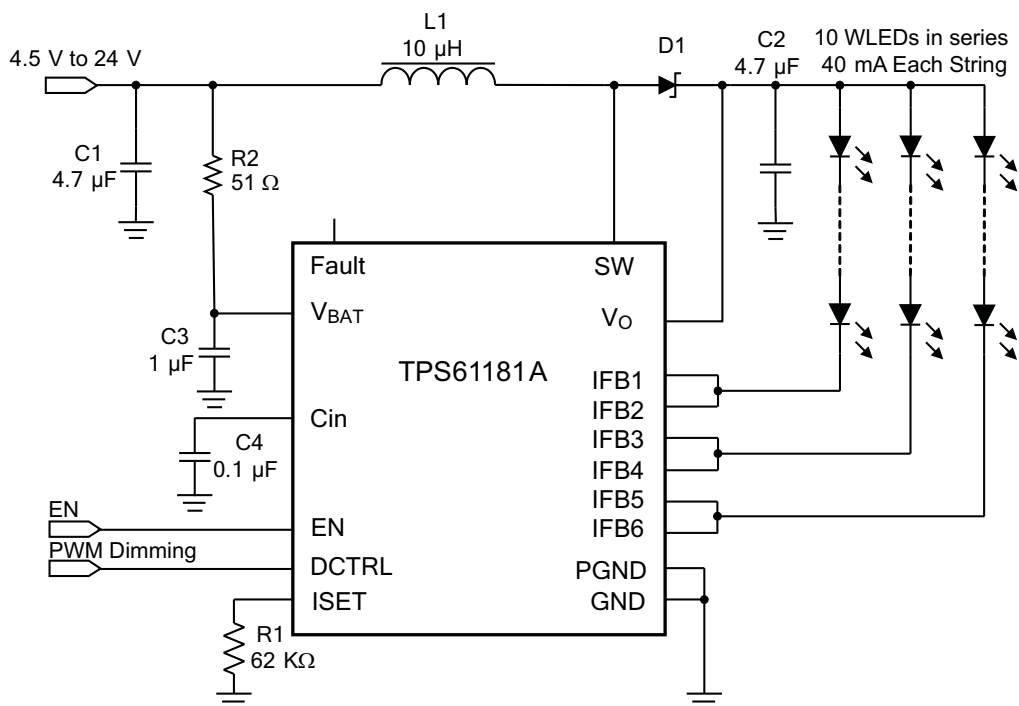 4.5 V to 24 V
L1
10 µH
D1
C2
4.7 µF
10 WLEDs in series
40 mA Each String
C1
4.7 µF
R2
51 Ω
Fault
SW
VBAT
VO
C3
1 µF
TPS61181A
IFB1
IFB2
IFB3
IFB4
IFB5
IFB6
Cin
C4
0.1 µF
EN
EN
PWM Dimming
DCTRL
PGND
ISET
GND
R1
62 KΩ